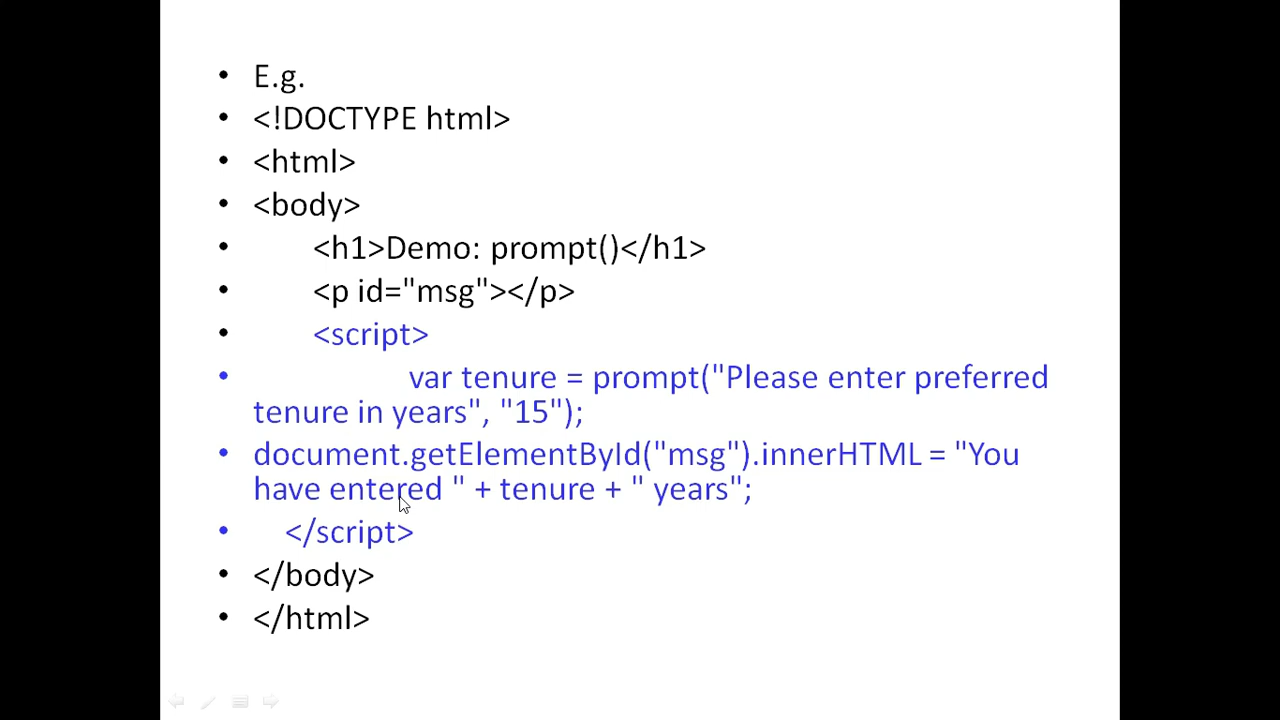 • E.g.
• <!DOCTYPE html>
• <html>
• <body>
• <h1>Demo: prompt()</h1>
• <p id="msg"></p>
• <script>
• var tenure = prompt("Please enter preferred
tenure in years", "15");
• document.getElementById("msg").innerHTML = "You
have entered " + tenure + " years";
• </script>
• </body>
• </html>